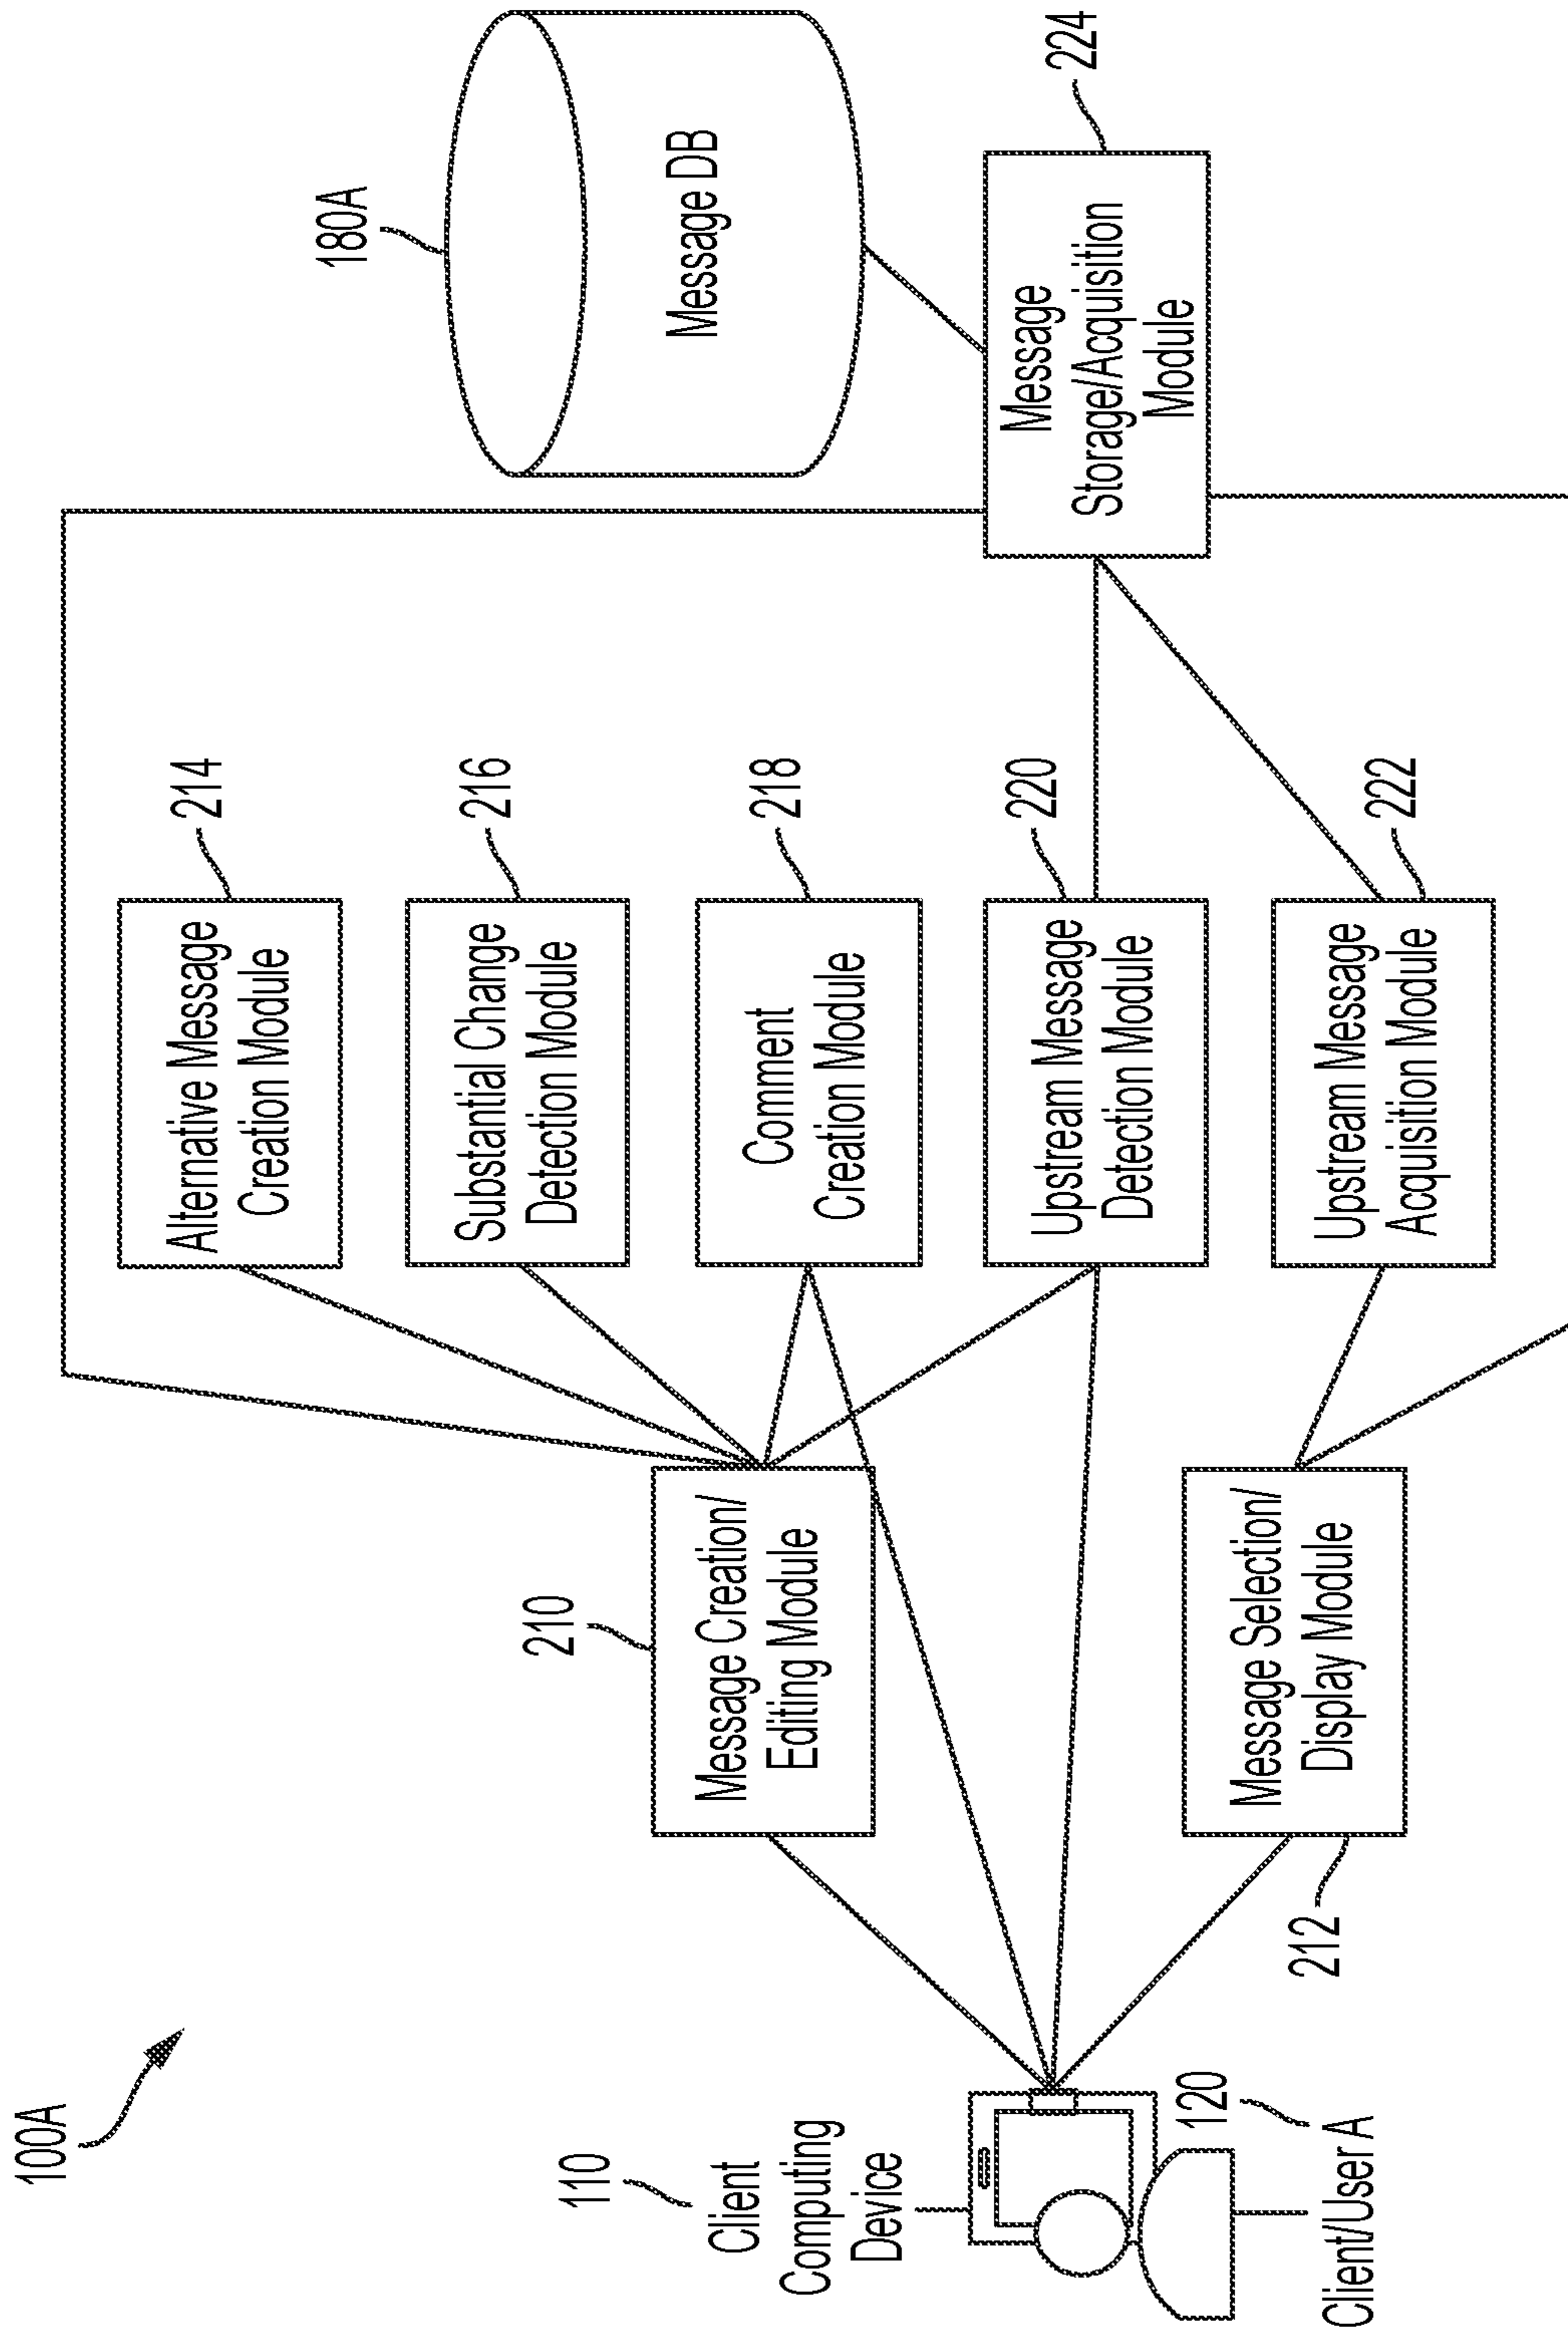 100A
110
Client
Computing
Device
120
Client/User A
210
Message Creation/
Editing Module
212
Message Selection/
Display Module
214
Alternative Message
Creation Module
216
Substantial Change
Detection Module
218
Comment
Creation Module
220
Upstream Message
Detection Module
222
Upstream Message
Acquisition Module
180A
Message DB
224
Message
Storage/Acquisition
Module